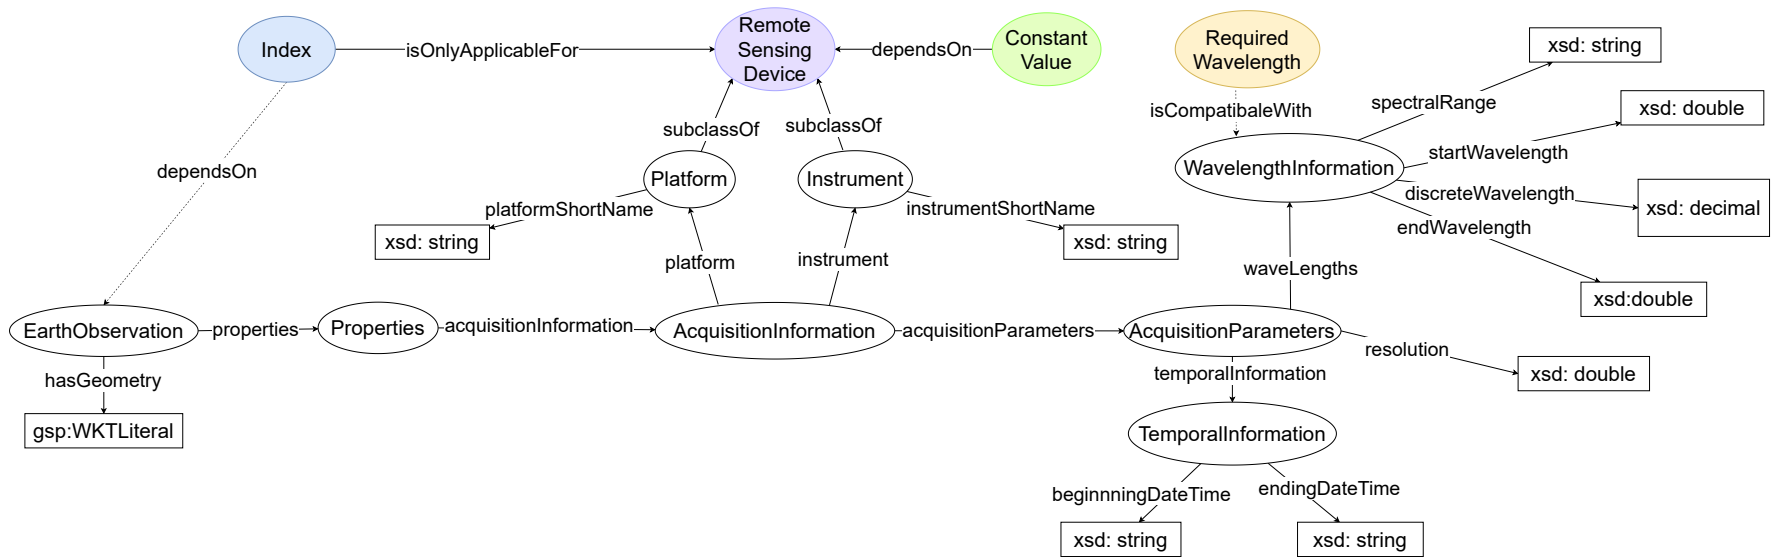 Index
isOnlyApplicableFor
Remote
Sensing
Device
dependsOn
Constant
Value
Required
Wavelength
xsd: string
spectralRange
isCompatibaleWith
xsd: double
subclassOf
subclassOf
startWavelength
dependsOn
Platform
Instrument
WavelengthInformation
discreteWavelength
xsd: decimal
platformShortName
instrumentShortName
endWavelength
xsd: string
xsd: string
platform
instrument
waveLengths
xsd:double
EarthObservation
properties
Properties
acquisitionInformation
AcquisitionInformation
acquisitionParameters
AcquisitionParameters
resolution
xsd: double
hasGeometry
temporalInformation
gsp:WKTLiteral
TemporalInformation
beginnningDateTime
endingDateTime
xsd: string
xsd: string